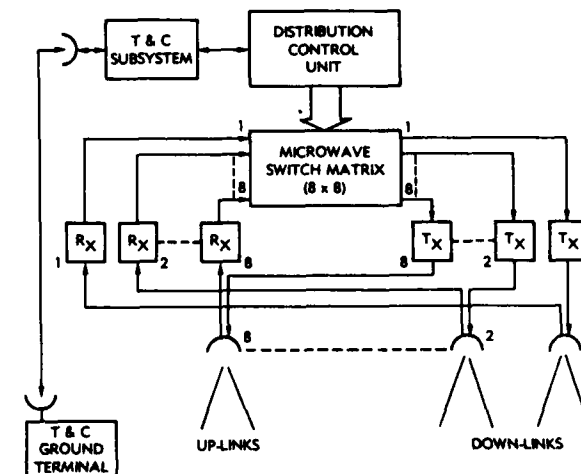 T & C
SUBSYSTEM
DISTRIBUTION
CONTROL
UNIT
1
1
MICROWAVE
SWITCH MATRIX
(8 x 8)
8
8
RX
RX
RX
TX
TX
TX
1
2
8
8
2
8
2
UP-LINKS
DOWN-LINKS
T & C
GROUND
TERMINAL